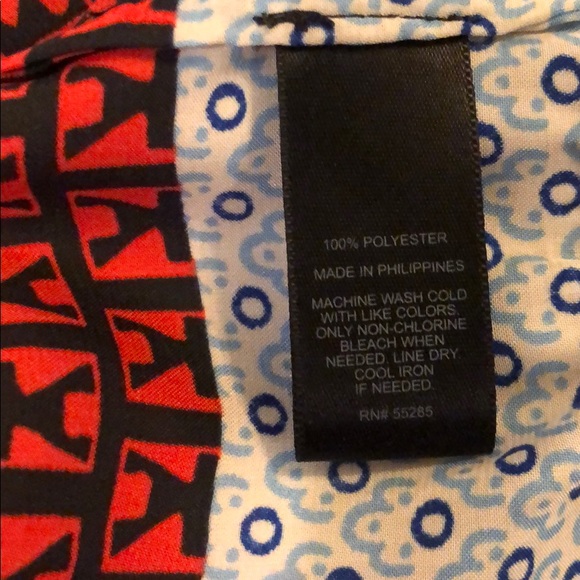 100% POLYESTER
MADE IN PHILIPPINES
MACHINE WASH COLD
WITH LIKE COLORS.
ONLY NON-CHLORINE
BLEACH WHEN
NEEDED. LINE DRY
COOL IRON
IF NEEDED.
RN# 55285